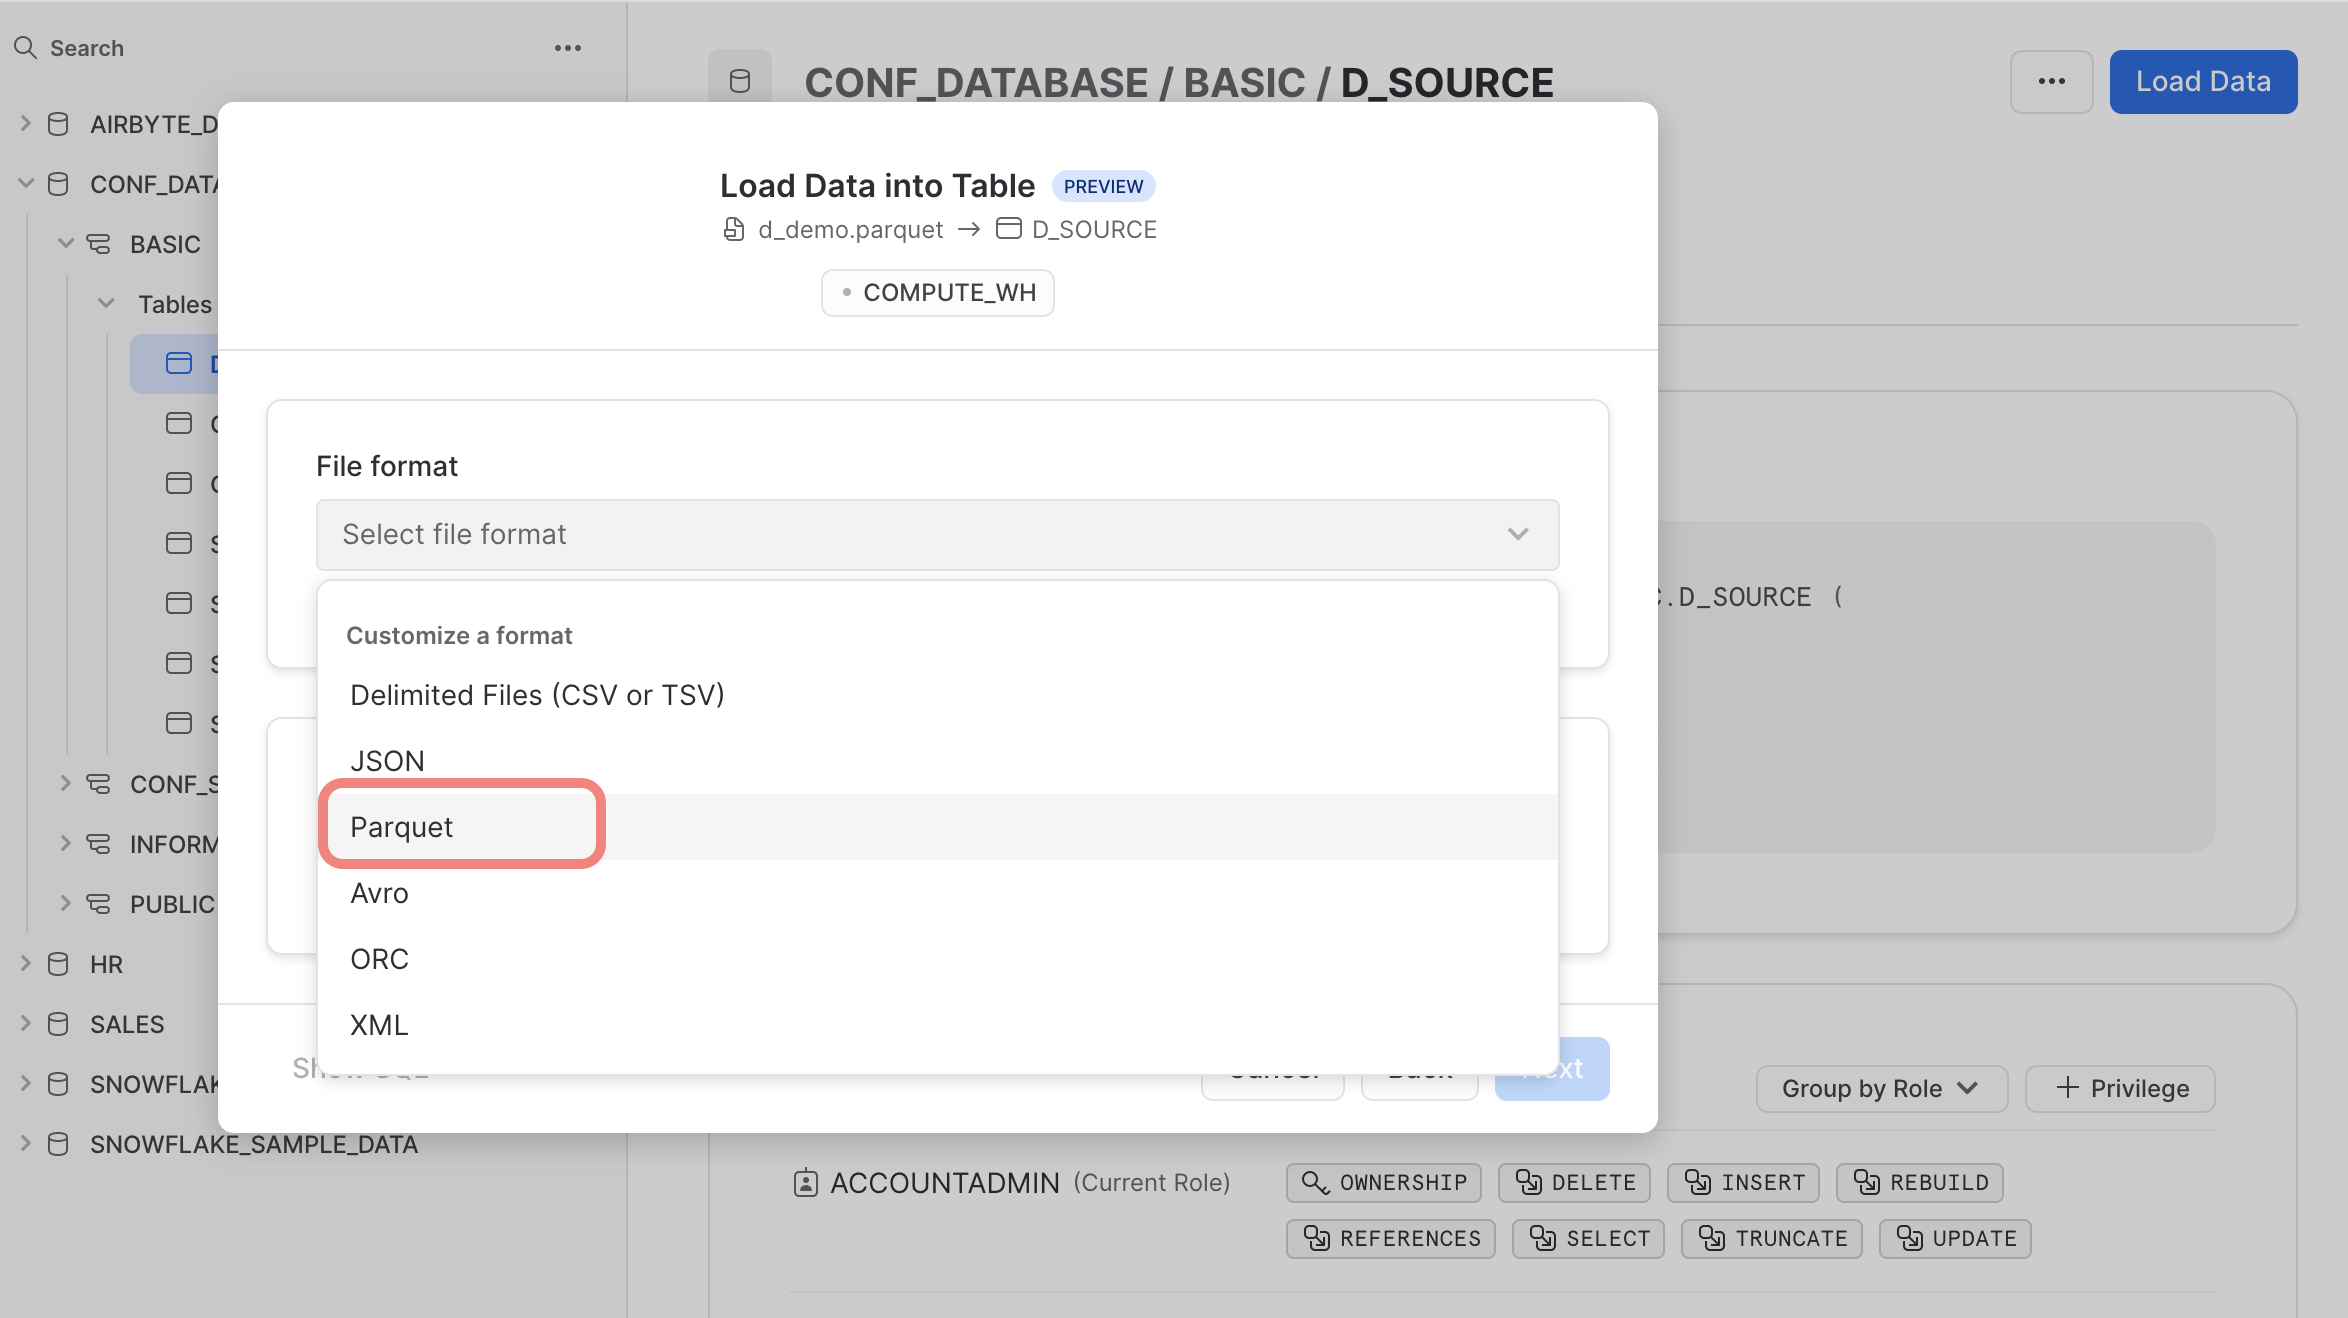 Search
AIRBYTE_D
CONF_DATA
BASIC
Tables
CONF_S
INFORM
PUBLIC
HR
SALES
SNOWFLAK
SNOWFLAKE_SAMPLE_DATA
CONF_DATABASE / BASIC / D_SOURCE
Load Data
Load Data into Table PREVIEW
d_demo.parquet → D_SOURCE
COMPUTE_WH
File format
Select file format
Customize a format
Delimited Files (CSV or TSV)
JSON
Parquet
Avro
ORC
XML
.D_SOURCE (
Group by Role
+ Privilege
ACCOUNTADMIN (Current Role)
OWNERSHIP DELETE INSERT REBUILD
REFERENCES SELECT TRUNCATE UPDATE